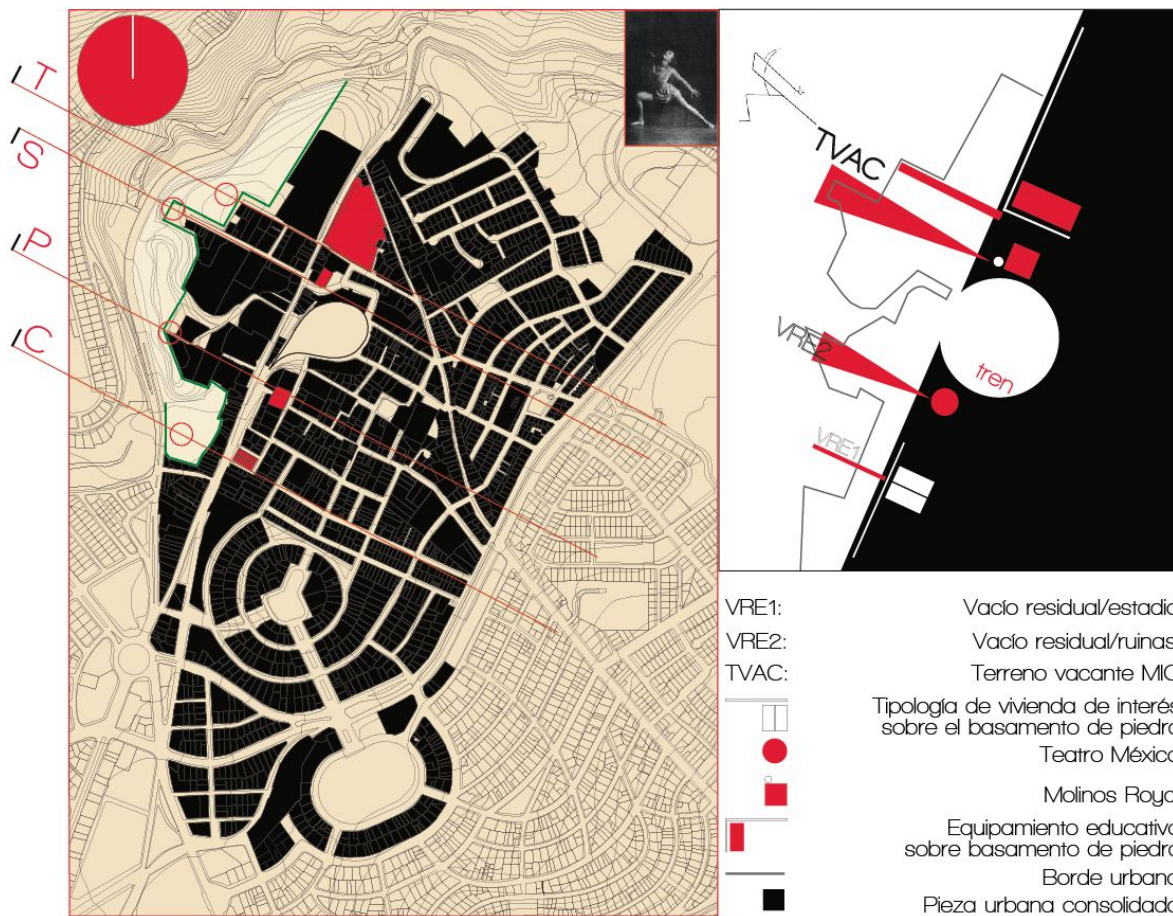 T
S
P
C
TVAC
VRE2
VRE1
tren
VRE1: Vacío residual/estadio
VRE2: Vacío residual/ruinas
TVAC: Terreno vacante MIC
Tipología de vivienda de interés
sobre el basamento de piedra
Teatro México
Molinos Royal
Equipamiento educativo
sobre basamento de piedra
Borde urbano
Pieza urbana consolidada